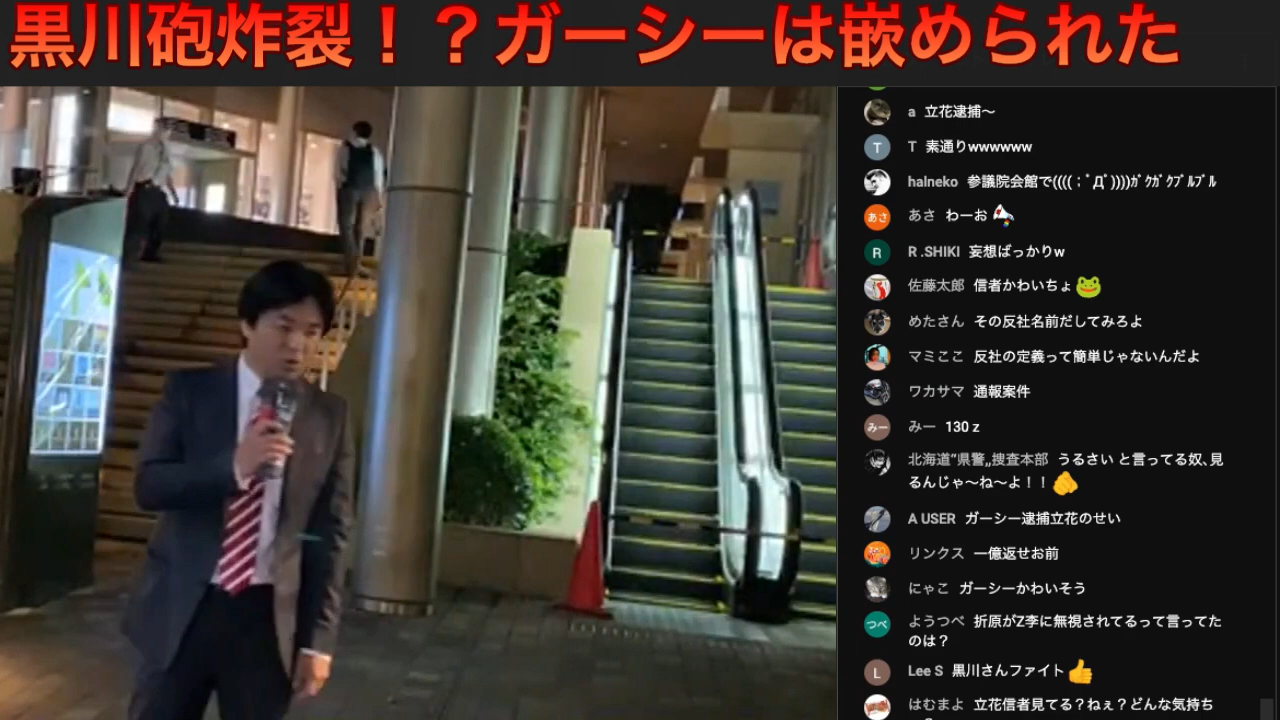 黒川砲炸裂！？ガーシーは嵌められた
a 立花逮捕〜
T T 素通りwwwwww
halneko 参議院会館で((((；ﾟДﾟ))))ｶﾞｸｶﾞｸﾌﾞﾙﾌﾞﾙ
あさ あさ わーお
R R .SHIKI 妄想ばっかりw
佐藤太郎 信者かわいちょ
めたさん その反社名前だしてみろよ
マミここ 反社の定義って簡単じゃないんだよ
ワカサマ 通報案件
みー みー 130 z
北海道”県警„捜査本部 うるさい と言ってる奴、見
るんじゃ〜ね〜よ！！
A USER ガーシー逮捕立花のせい
リンクス 一億返せお前
にゃこ ガーシーかわいそう
つべ ようつべ 折原がZ李に無視されてるって言ってた
のは？
L Lee S 黒川さんファイト
はむまよ 立花信者見てる？ねぇ？どんな気持ち